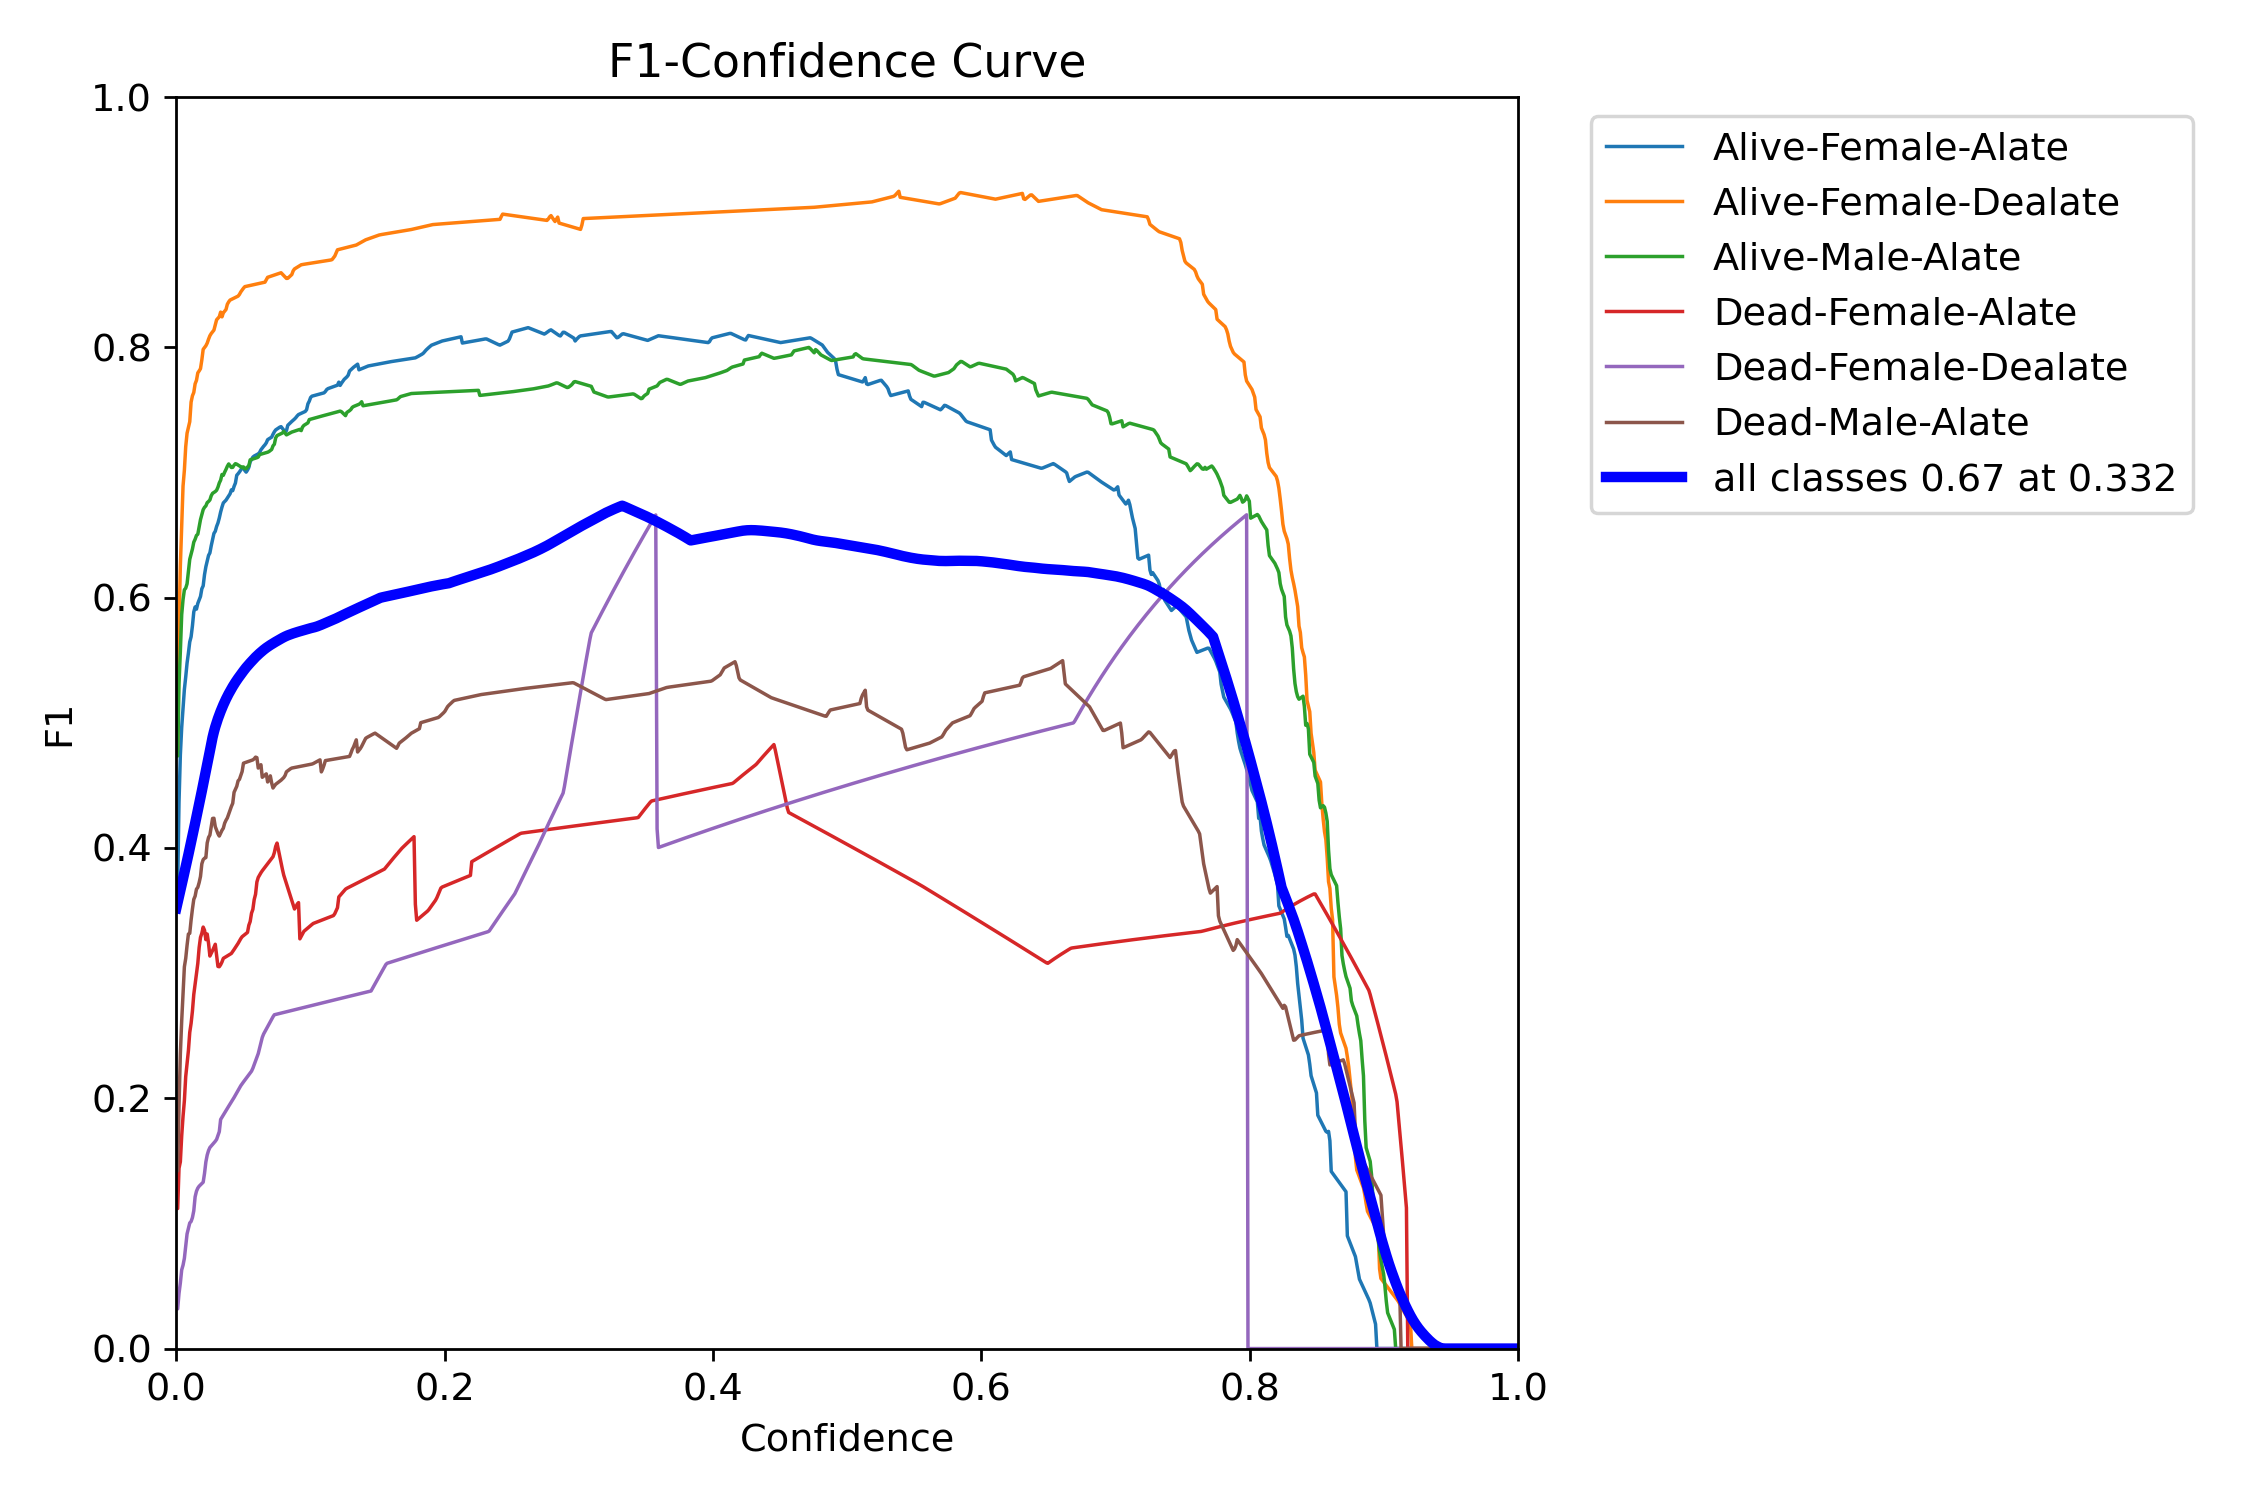 F1-Confidence Curve
1.0
0.8
0.6
0.4
0.2
0.0
F1
0.0 0.2 0.4 0.6 0.8 1.0
Confidence
Alive-Female-Alate
Alive-Female-Dealate
Alive-Male-Alate
Dead-Female-Alate
Dead-Female-Dealate
Dead-Male-Alate
all classes 0.67 at 0.332